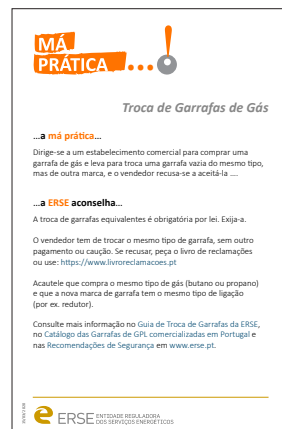 MÁ
PRÁTICA...!
Troca de Garrafas de Gás
...a má prática...
Dirige-se a um estabelecimento comercial para comprar uma
garrafa de gás e leva para troca uma garrafa vazia do mesmo tipo,
mas de outra marca, e o vendedor recusa-se a aceitá-la ....
...a ERSE aconselha...
A troca de garrafas equivalentes é obrigatória por lei. Exija-a.
O vendedor tem de trocar o mesmo tipo de garrafa, sem outro
pagamento ou caução. Se recusar, peça o livro de reclamações
ou use: https://www.livroreclamacoes.pt
Acautele que compra o mesmo tipo de gás (butano ou propano)
e que a nova marca de garrafa tem o mesmo tipo de ligação
(por ex. redutor).
Consulte mais informação no Guia de Troca de Garrafas da ERSE,
no Catálogo das Garrafas de GPL comercializadas em Portugal e
nas Recomendações de Segurança em www.erse.pt.
ERSE ENTIDADE REGULADORA
DOS SERVIÇOS ENERGÉTICOS